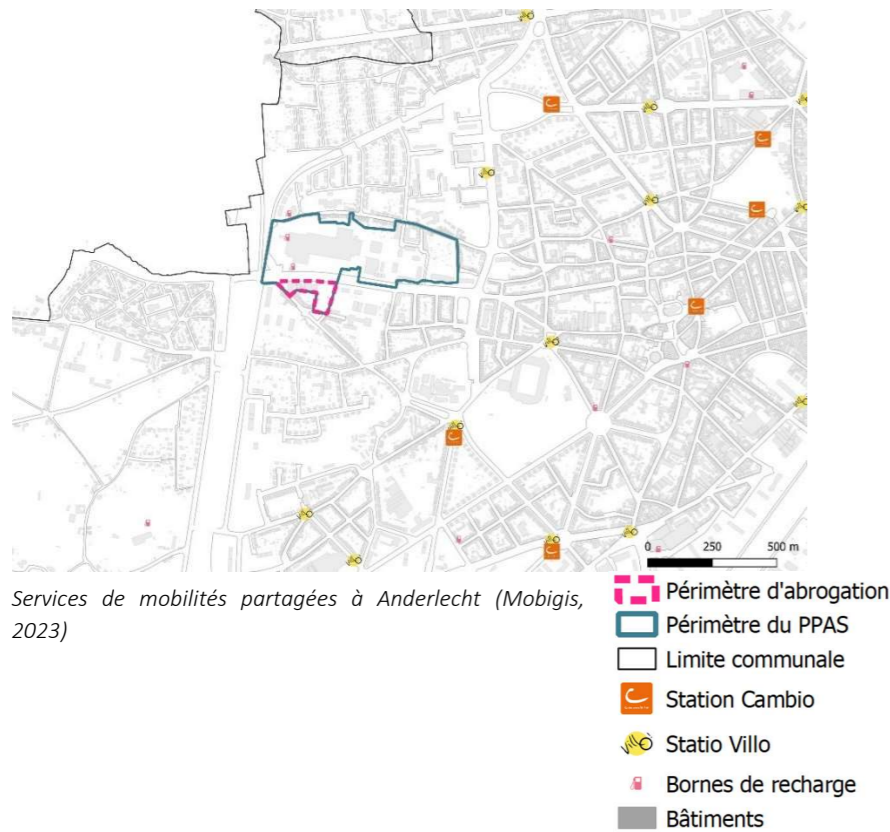 0 250 500 m
Services de mobilités partagées à Anderlecht (Mobigis,
2023)
Périmètre d'abrogation
Périmètre du PPAS
Limite communale
Station Cambio
Statio Villo
Bornes de recharge
Bâtiments